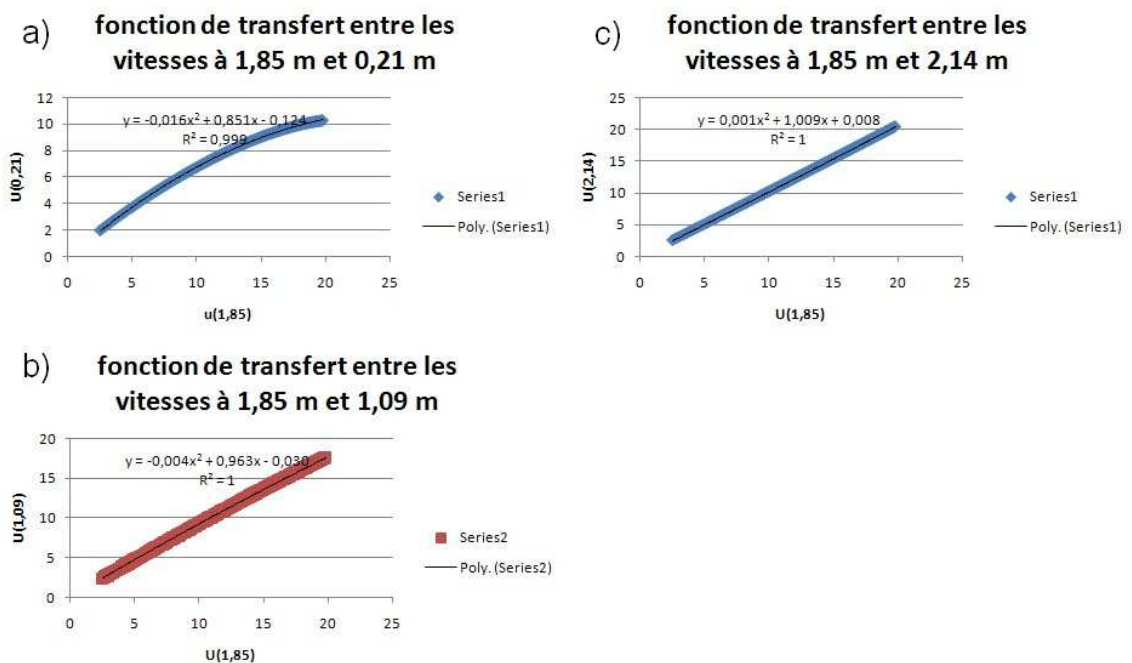 a)
fonction de transfert entre les
vitesses à 1,85 m et 0,21 m
12
10
8
6
4
2
0
U(0,21)
y = -0,016x² + 0,851x - 0,124
R² = 0,999
Series1
Poly. (Series1)
0 5 10 15 20 25
u(1,85)
c)
fonction de transfert entre les
vitesses à 1,85 m et 2,14 m
25
20
15
10
5
0
U(2,14)
y = 0,001x² + 1,009x + 0,008
R² = 1
Series1
Poly. (Series1)
0 5 10 15 20 25
U(1,85)
b)
fonction de transfert entre les
vitesses à 1,85 m et 1,09 m
20
15
10
5
0
U(1,09)
y = -0,004x² + 0,963x - 0,030
R² = 1
Series2
Poly. (Series2)
0 5 10 15 20 25
U(1,85)